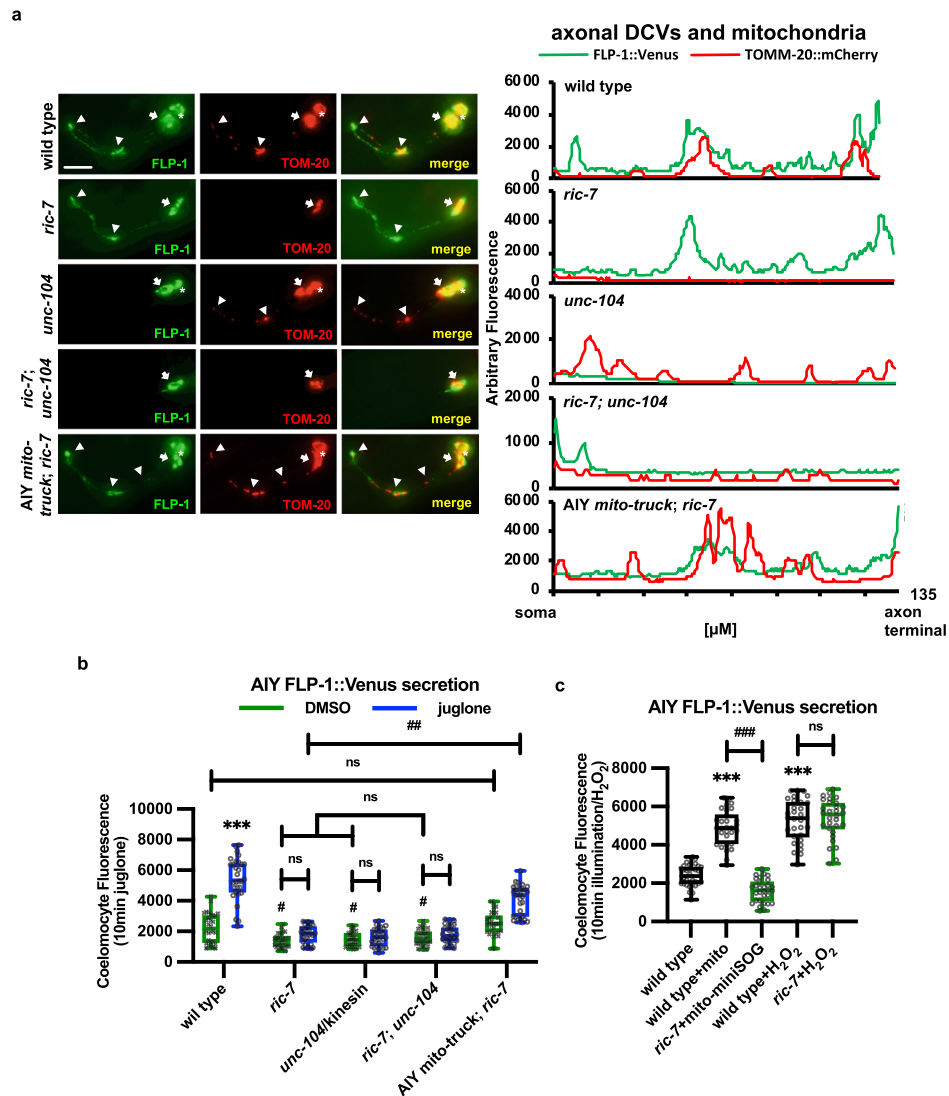 a
axonal DCVs and mitochondria
FLP-1::Venus TOMM-20::mCherry
wild type
FLP-1 TOM-20 merge
ric-7
FLP-1 TOM-20 merge
unc-104
FLP-1 TOM-20 merge
ric-7;
unc-104
FLP-1 TOM-20 merge
AIY mito-
truck; ric-7
FLP-1 TOM-20 merge
*
*
*
*
*
*
*
*
*
Arbitrary Fluorescence
wild type
6000
4000
2000
0
ric-7
6000
4000
2000
0
unc-104
4000
2000
0
ric-7; unc-104
2000
1000
0
AIY mito-truck; ric-7
6000
4000
2000
0
135
soma
[µM]
axon
terminal
b
AIY FLP-1::Venus secretion
DMSO juglone
##
ns
ns
Coelomocyte Fluorescence
(10min juglone)
10000
8000
6000
4000
2000
0
***
ns ns ns
# # #
wil type
ric-7
unc-104/kinesin
ric-7; unc-104
AIY mito-truck; ric-7
c
AIY FLP-1::Venus secretion
### ns
*** ***
Coelomocyte Fluorescence
(10min illumination/H2O2)
8000
6000
4000
2000
0
wild type
wild type+mito
ric-7+mito-miniSOG
wild type+H2O2
ric-7+H2O2